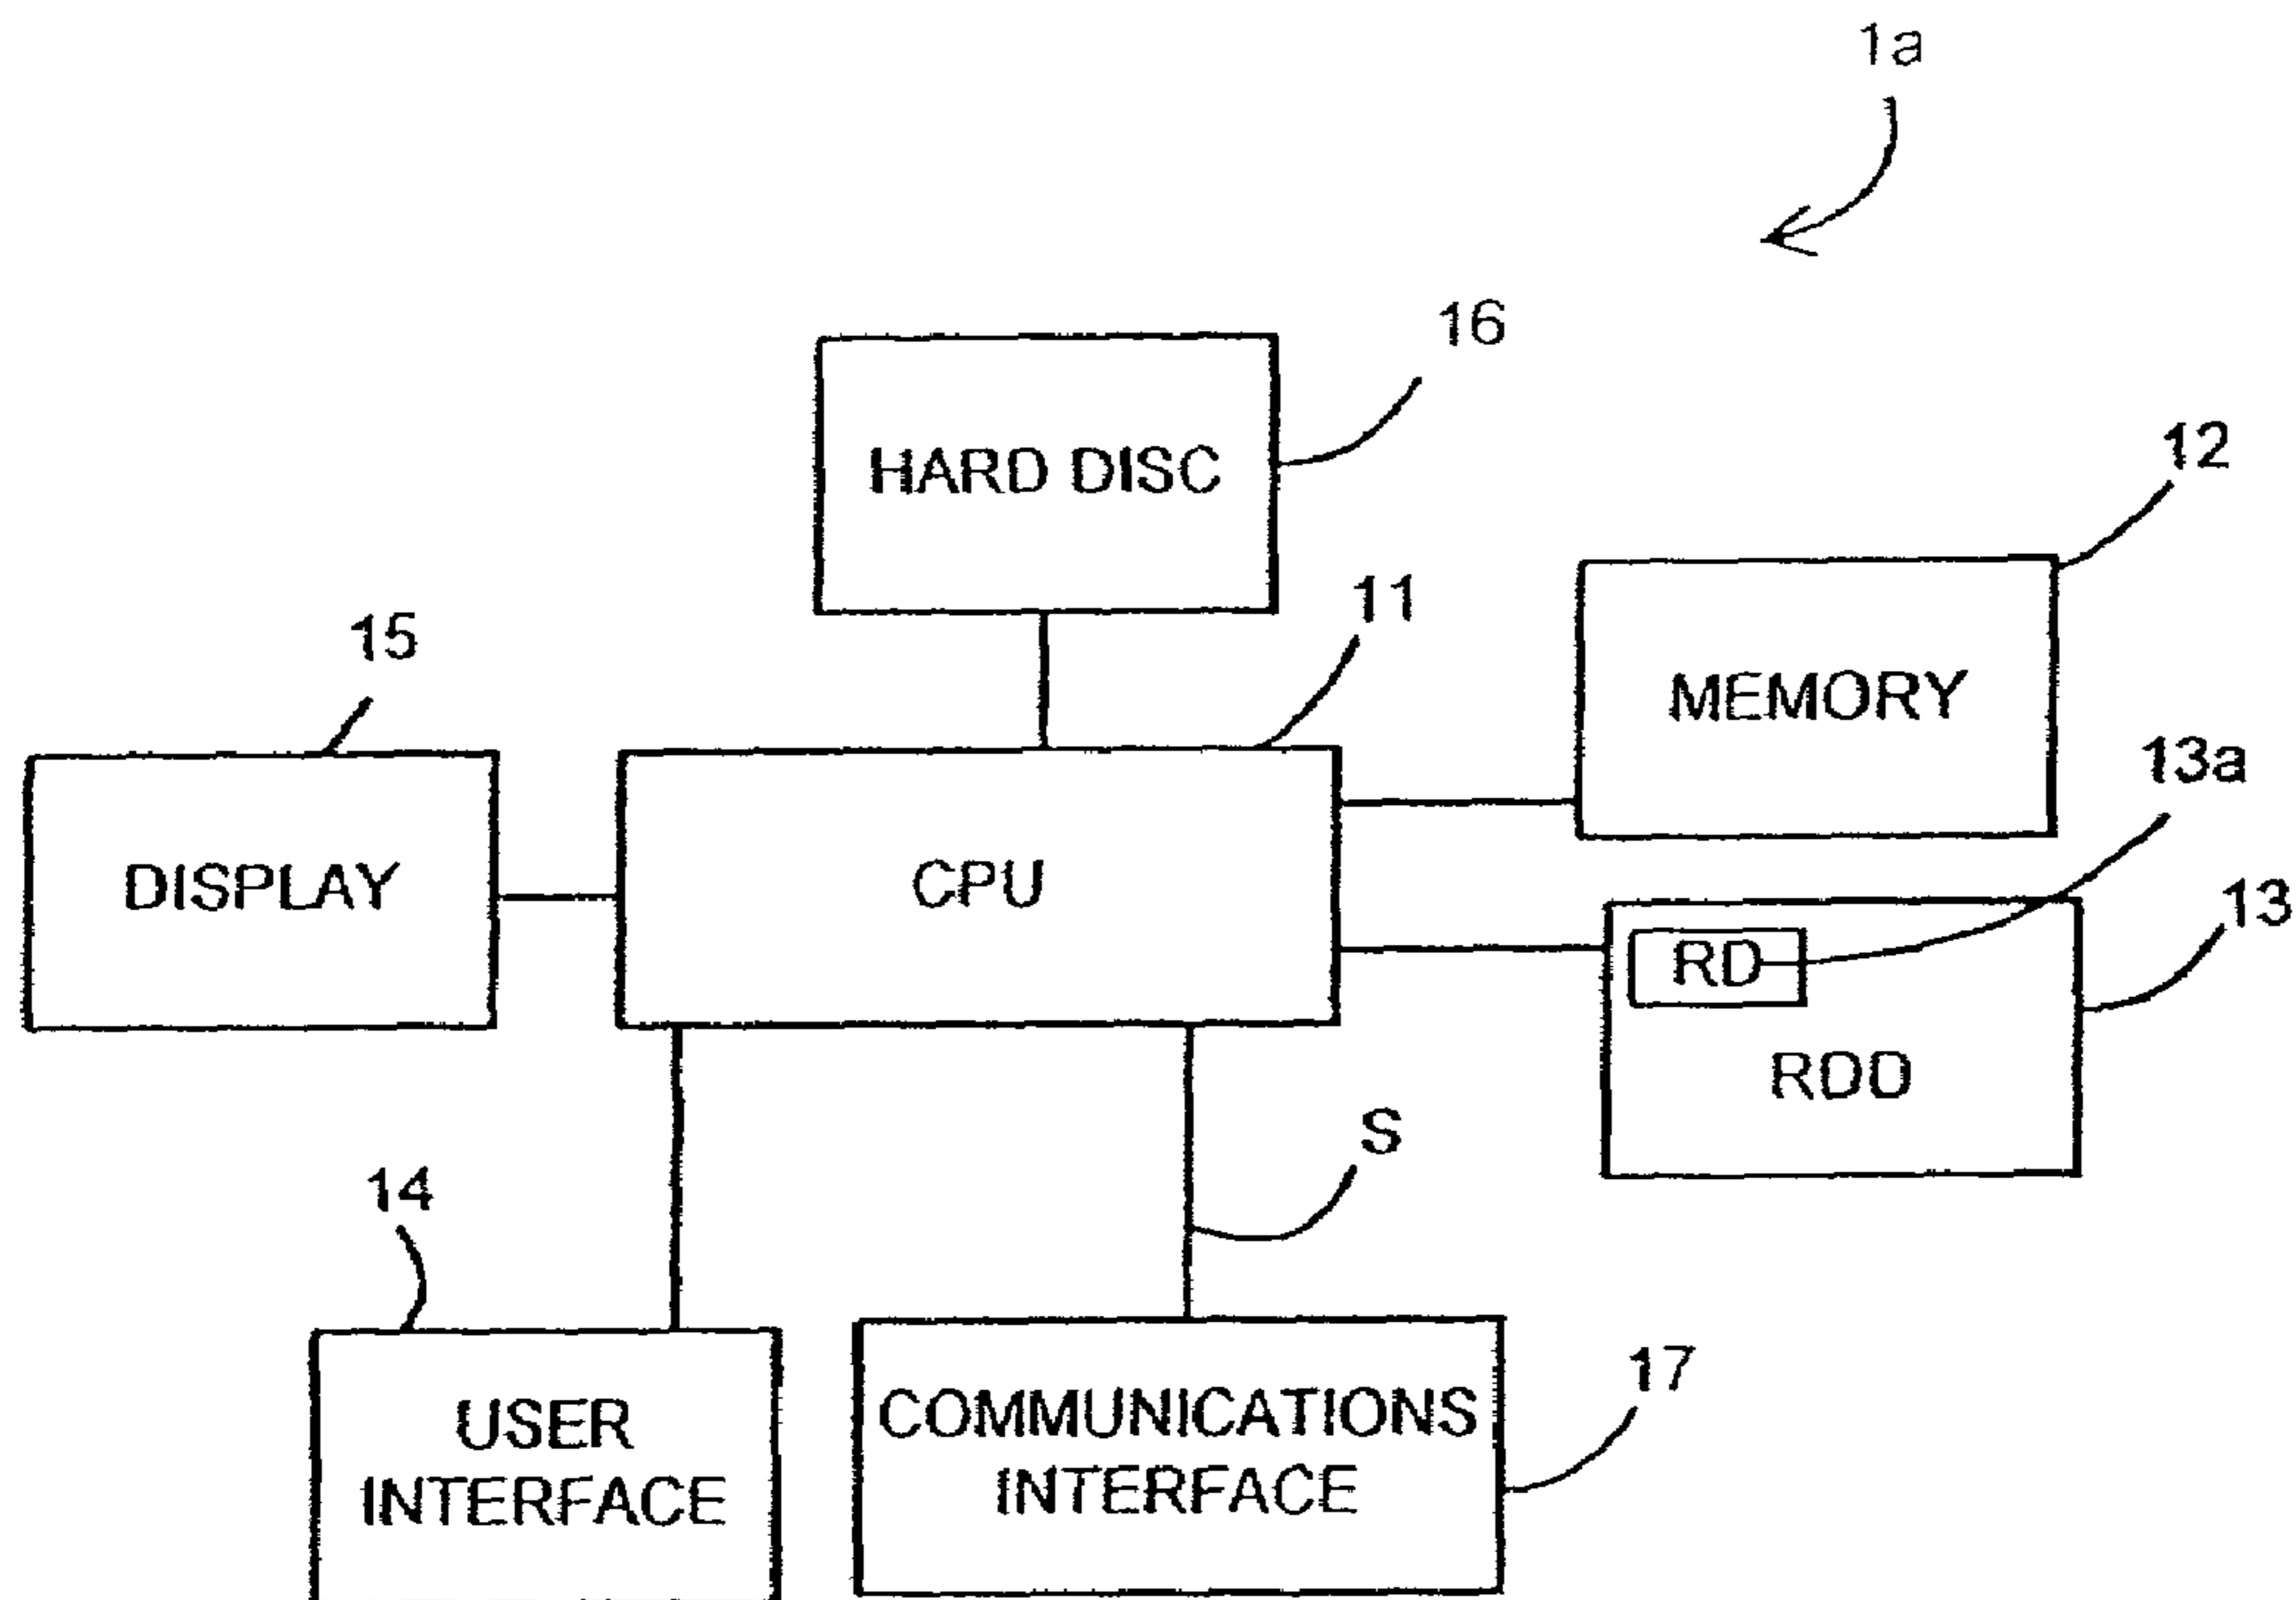 1a
16
HARD DISC
12
11
MEMORY
15
13a
DISPLAY
CPU
13
RD
RDD
S
14
17
USER
INTERFACE
COMMUNICATIONS
INTERFACE